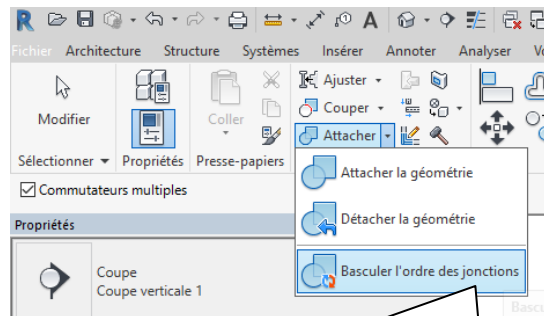 Fichier Architecture Structure Systèmes Insérer Annoter Analyser
Ajuster
Modifier Coller Couper
Attacher
Sélectionner Propriétés Presse-papiers
Attacher la géométrie
Commutateurs multiples
Détacher la géométrie
Propriétés
Basculer l'ordre des jonctions
Coupe
Coupe verticale 1